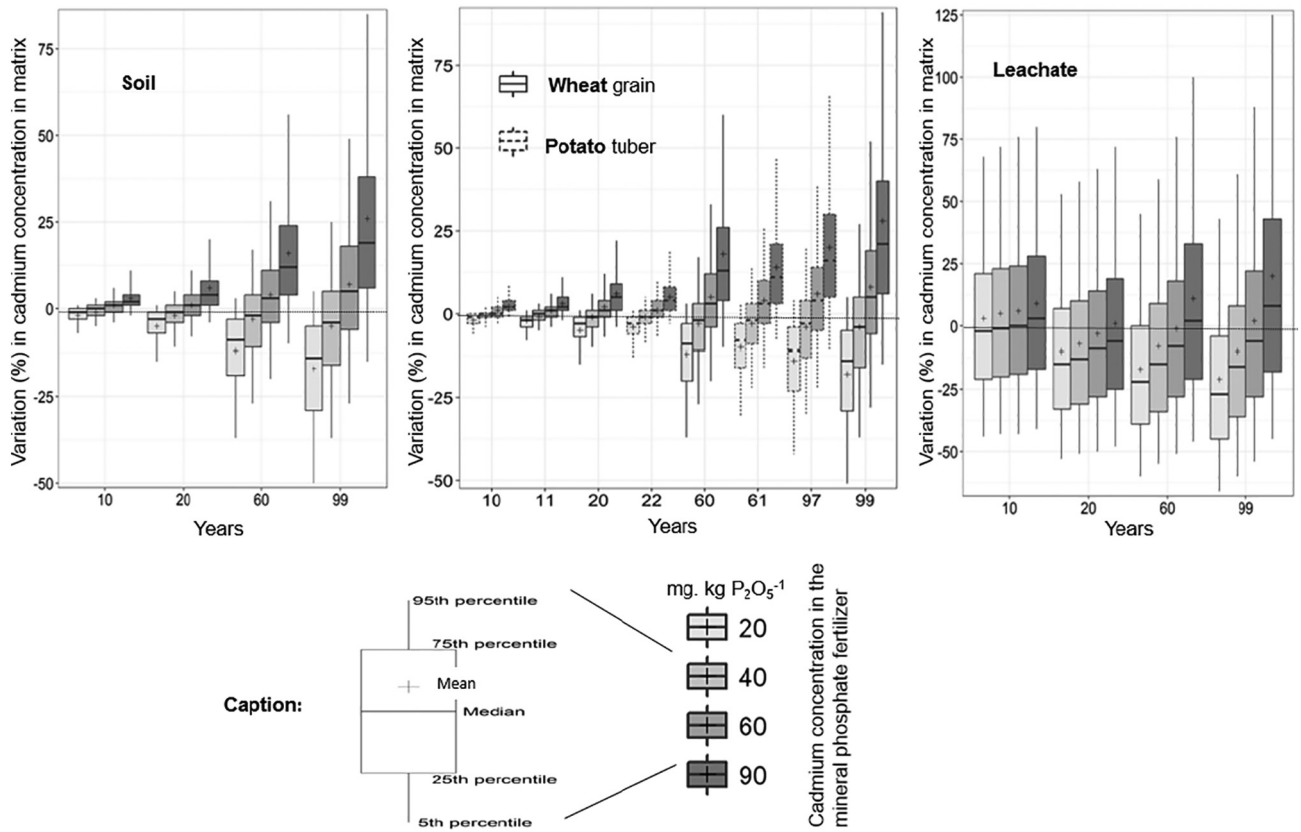 Variation (%) in cadmium concentration in matrix
75
50
25
0
-25
-50
Soil
10 20 60 99
Years
Variation (%) in cadmium concentration in matrix
75
50
25
0
-25
-50
Wheat grain
Potato tuber
10 11 20 22 60 61 97 99
Years
Variation (%) in cadmium concentration in matrix
125
100
75
50
25
0
-25
-50
Leachate
10 20 60 99
Years
Caption:
95th percentile
75th percentile
Mean
Median
25th percentile
5th percentile
mg. kg P₂O₅⁻¹
20
40
60
90
Cadmium concentration in the
mineral phosphate fertilizer